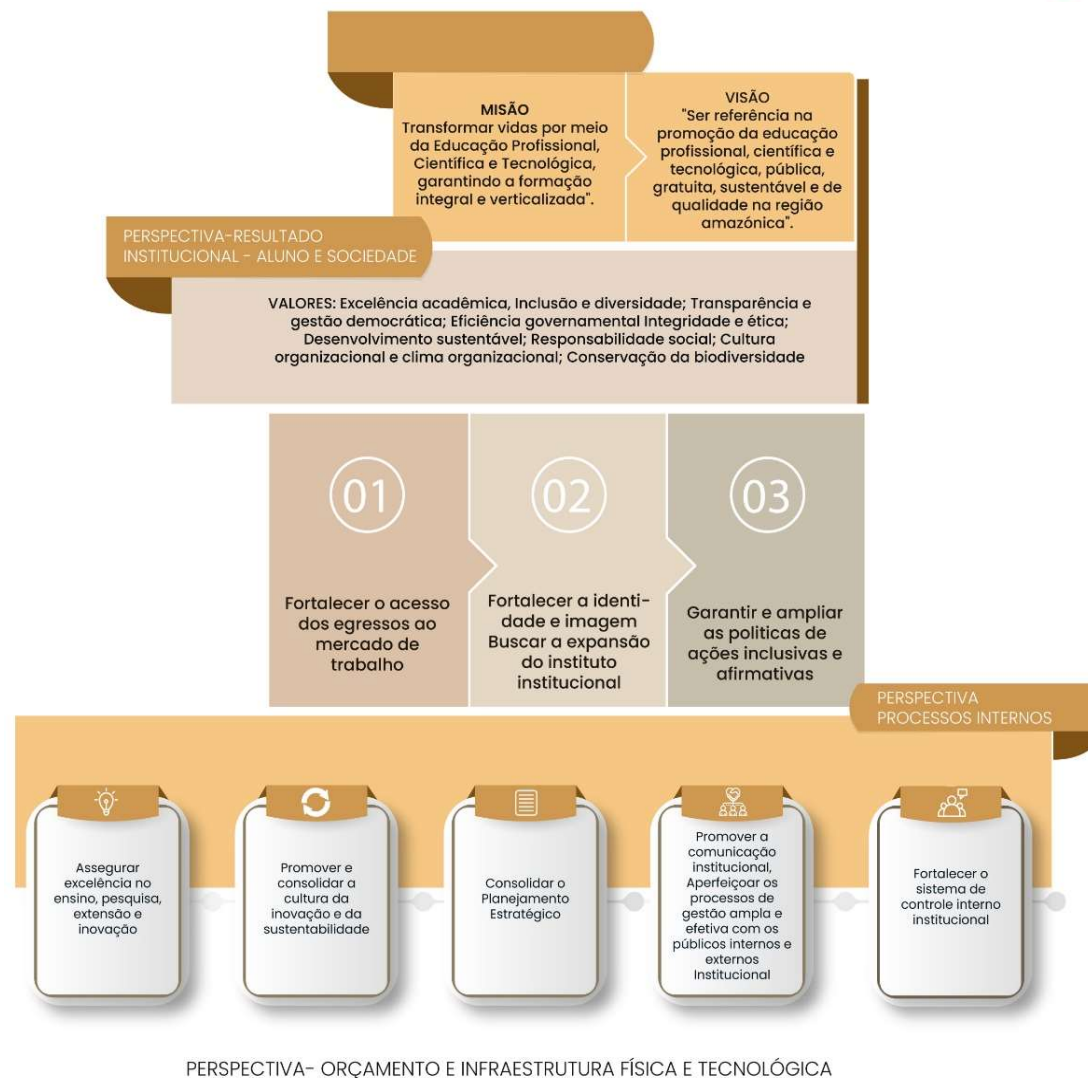 MISÃO
Transformar vidas por meio
da Educação Profissional,
Científica e Tecnológica,
garantindo a formação
integral e verticalizada".
VISÃO
"Ser referência na
promoção da educação
profissional, científica e
tecnológica, pública,
gratuita, sustentável e de
qualidade na região
amazónica".
PERSPECTIVA-RESULTADO
INSTITUCIONAL - ALUNO E SOCIEDADE
VALORES: Excelência acadêmica, Inclusão e diversidade; Transparência e
gestão democrática; Eficiência governamental Integridade e ética;
Desenvolvimento sustentável; Responsabilidade social; Cultura
organizacional e clima organizacional; Conservação da biodiversidade
01
Fortalecer o acesso
dos egressos ao
mercado de
trabalho
02
Fortalecer a identi-
dade e imagem
Buscar a expansão
do instituto
institucional
03
Garantir e ampliar
as politicas de
ações inclusivas e
afirmativas
PERSPECTIVA
PROCESSOS INTERNOS
Assegurar
excelência no
ensino, pesquisa,
extensão e
inovação
Promover e
consolidar a
cultura da
inovação e da
sustentabilidade
Consolidar o
Planejamento
Estratégico
Promover a
comunicação
institucional,
Aperfeiçoar os
processos de
gestão ampla e
efetiva com os
públicos internos e
externos
Institucional
Fortalecer o
sistema de
controle interno
institucional
PERSPECTIVA- ORÇAMENTO E INFRAESTRUTURA FÍSICA E TECNOLÓGICA